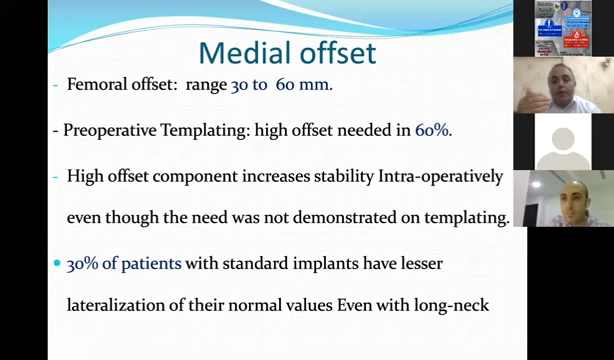 Medial offset
- Femoral offset: range 30 to 60 mm.
- Preoperative Templating: high offset needed in 60%.
- High offset component increases stability Intra-operatively
even though the need was not demonstrated on templating.
• 30% of patients with standard implants have lesser
lateralization of their normal values Even with long-neck